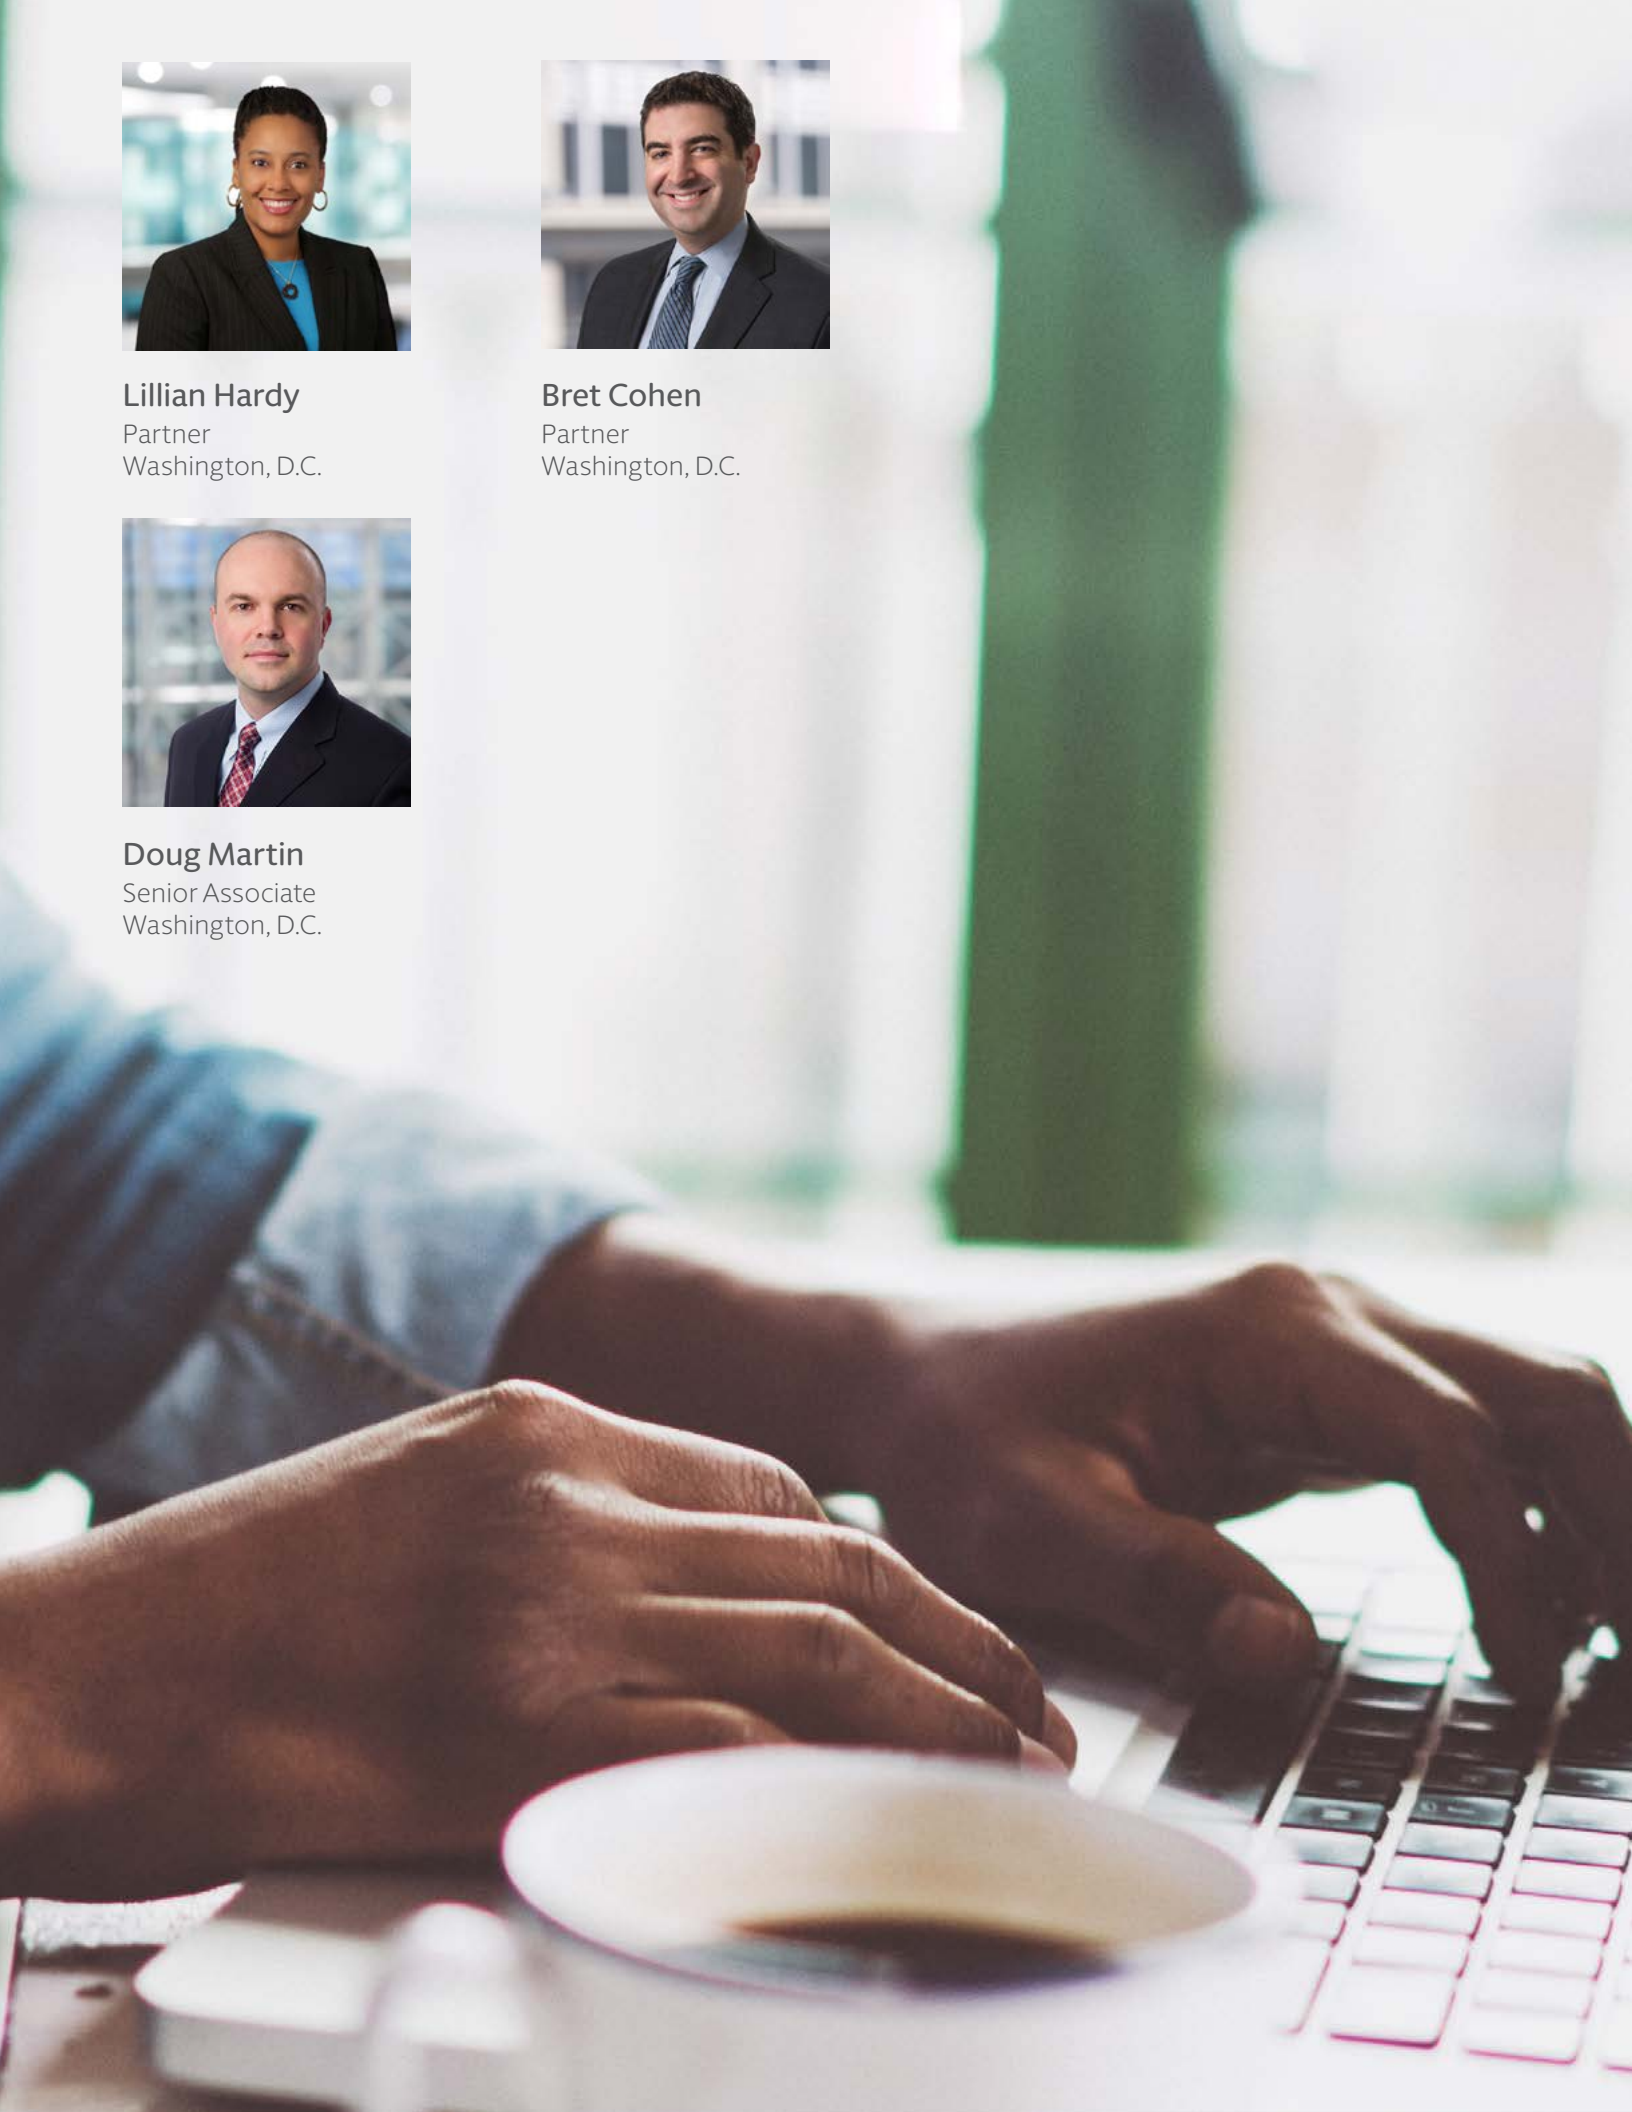 Lillian Hardy
Partner
Washington, D.C.
Bret Cohen
Partner
Washington, D.C.
Doug Martin
Senior Associate
Washington, D.C.